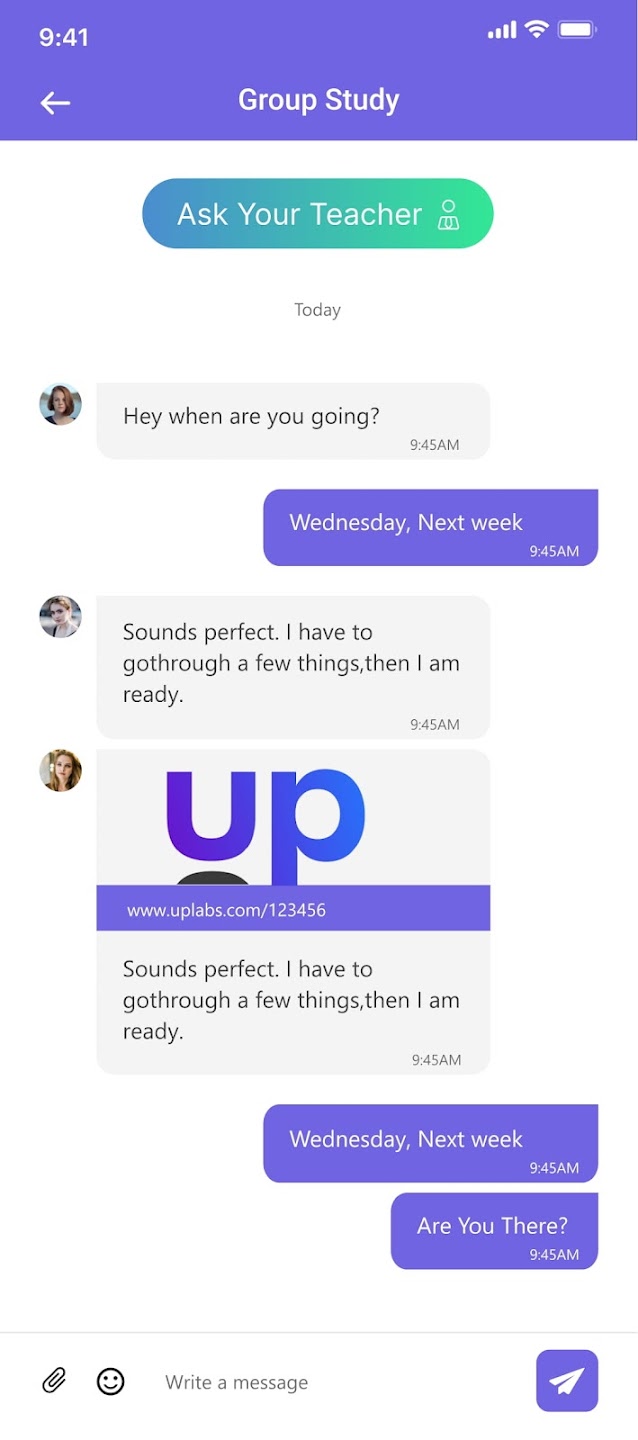 9:41
Group Study
Ask Your Teacher
Today
Hey when are you going?
9:45AM
Wednesday, Next week
9:45AM
Sounds perfect. I have to
gothrough a few things,then I am
ready.
9:45AM
up
www.uplabs.com/123456
Sounds perfect. I have to
gothrough a few things,then I am
ready.
9:45AM
Wednesday, Next week
9:45AM
Are You There?
9:45AM
Write a message